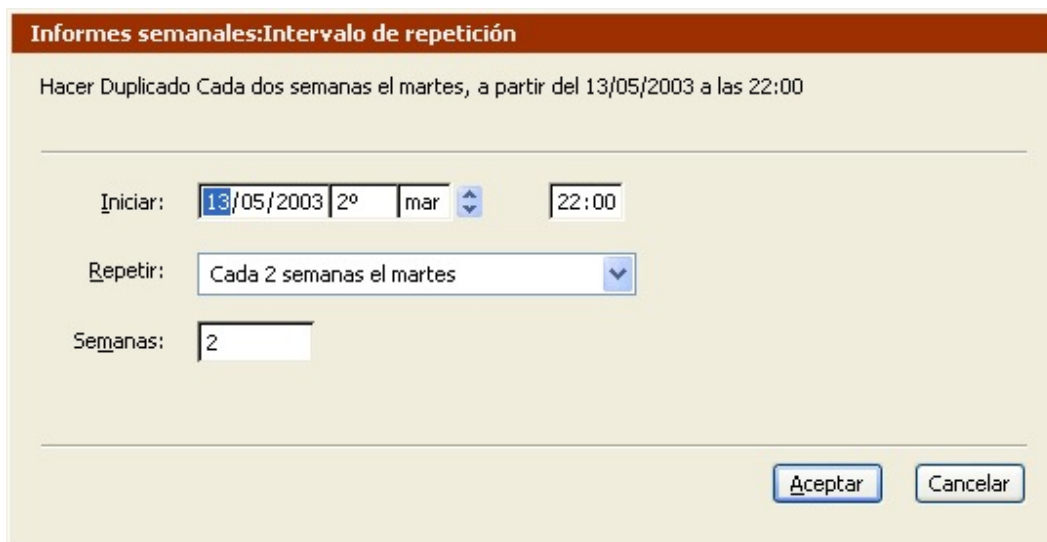 Informes semanales:Intervalo de repetición
Hacer Duplicado Cada dos semanas el martes, a partir del 13/05/2003 a las 22:00
Iniciar: 13/05/2003 2º mar 22:00
Repetir: Cada 2 semanas el martes
Semanas: 2
Aceptar Cancelar